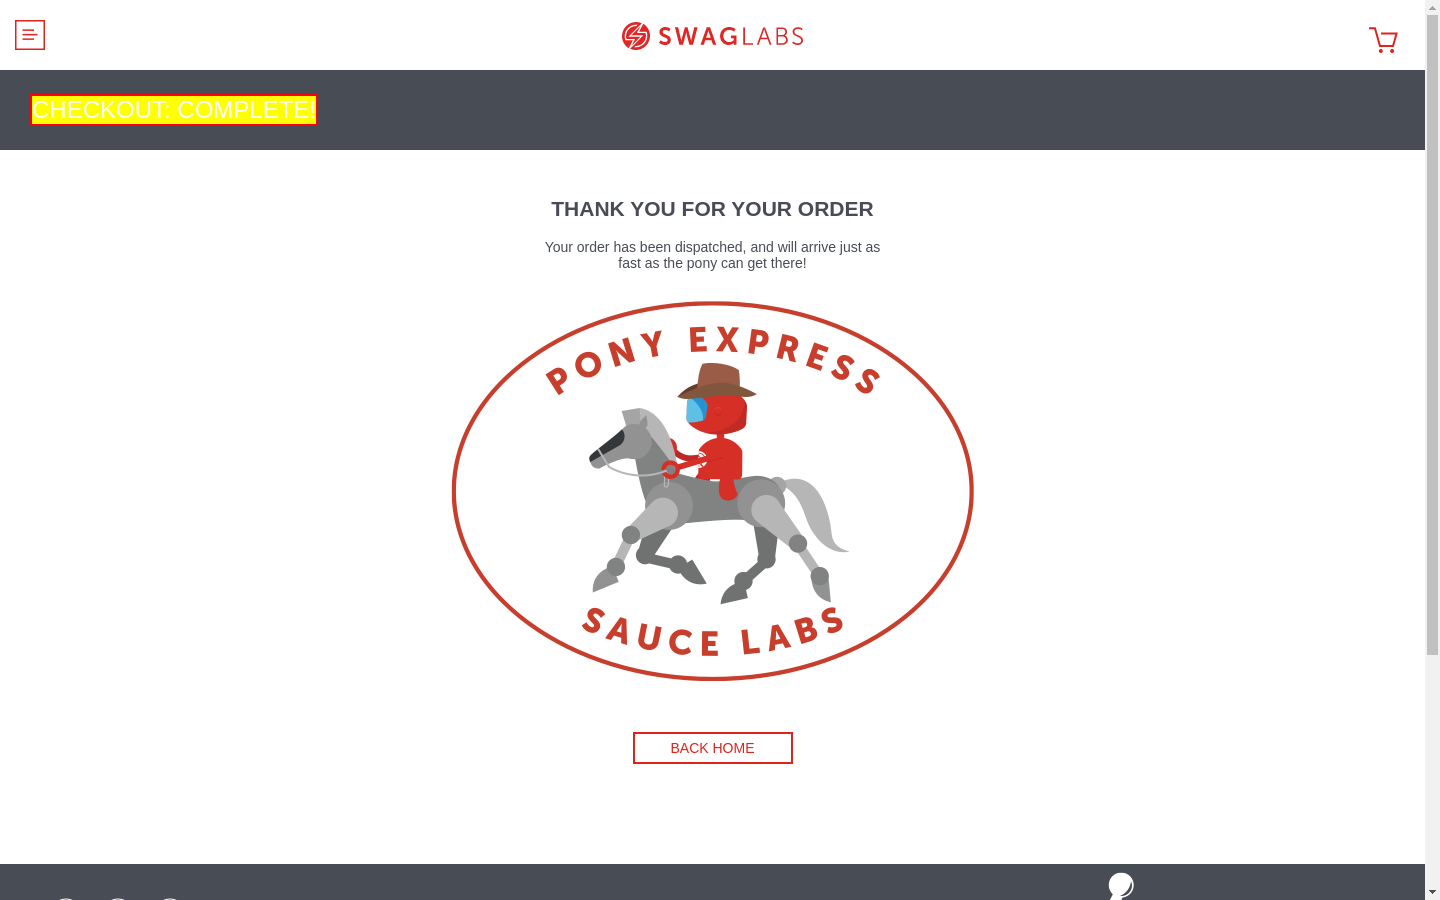 SWAGLABS
CHECKOUT: COMPLETE!
THANK YOU FOR YOUR ORDER
Your order has been dispatched, and will arrive just as
fast as the pony can get there!
PONY EXPRESS
SAUCE LABS
BACK HOME